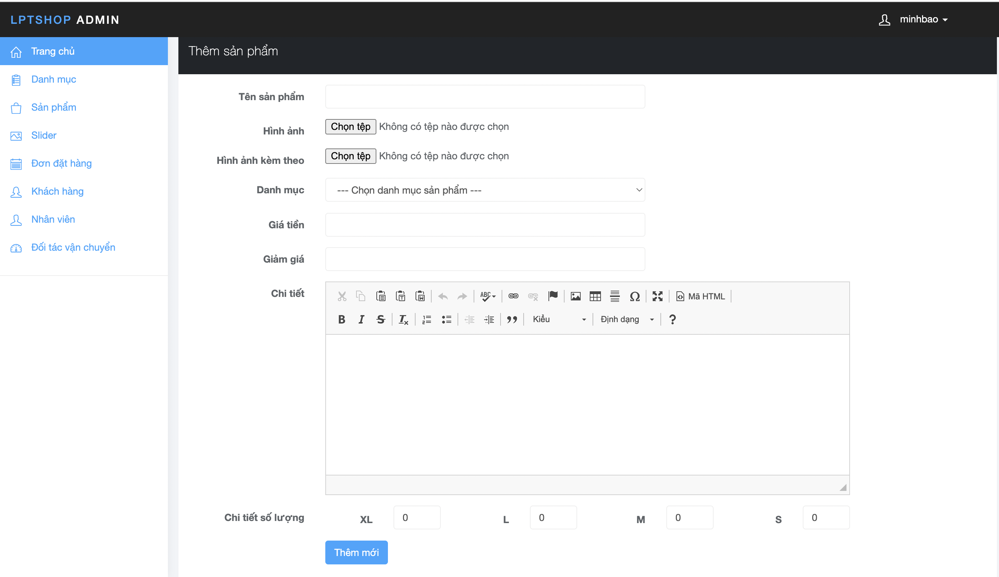 LPTSHOP ADMIN
minhbao
Trang chủ
Danh mục
Sản phẩm
Slider
Đơn đặt hàng
Khách hàng
Nhân viên
Đối tác vận chuyển
Thêm sản phẩm
Tên sản phẩm
Hình ảnh
Chọn tệp Không có tệp nào được chọn
Hình ảnh kèm theo
Chọn tệp Không có tệp nào được chọn
Danh mục
--- Chọn danh mục sản phẩm ---
Giá tiền
Giảm giá
Chi tiết
ABC
Mã HTML
Kiểu
Định dạng
?
Chi tiết số lượng
XL 0 L 0 M 0 S 0
Thêm mới